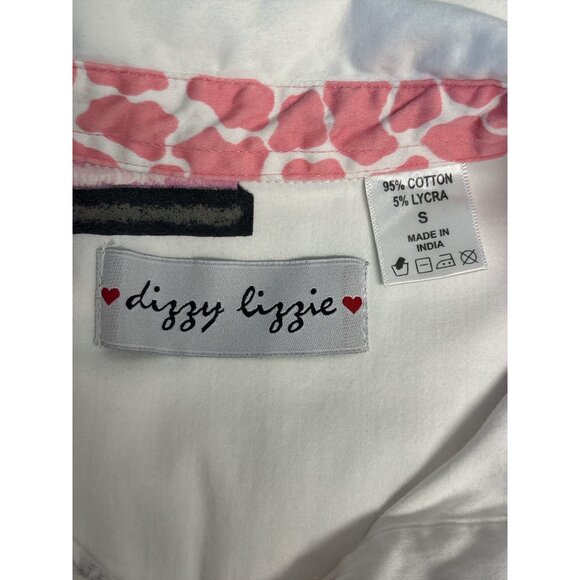 95% COTTON
5% LYCRA
S
MADE IN
INDIA
dizzy lizzie